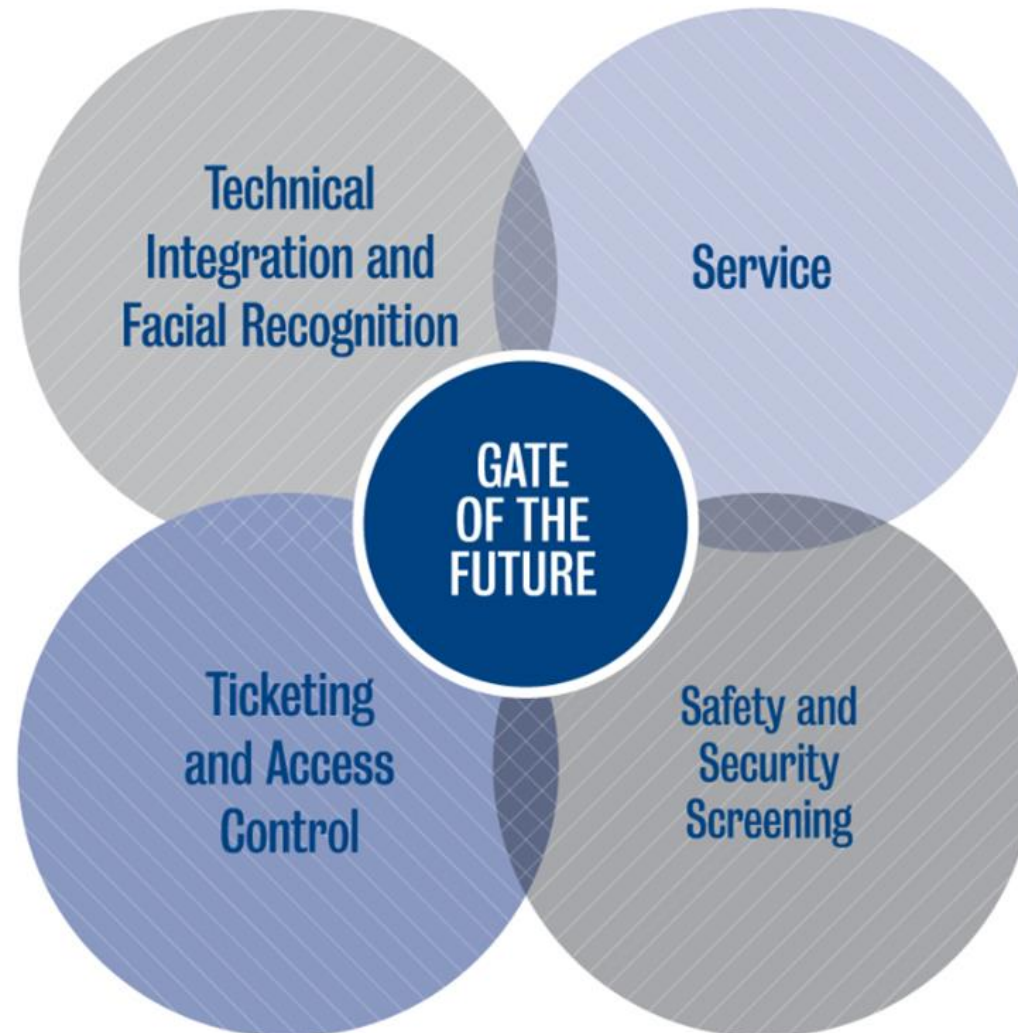 Technical
Integration and
Facial Recognition
Service
GATE
OF THE
FUTURE
Ticketing
and Access
Control
Safety and
Security
Screening